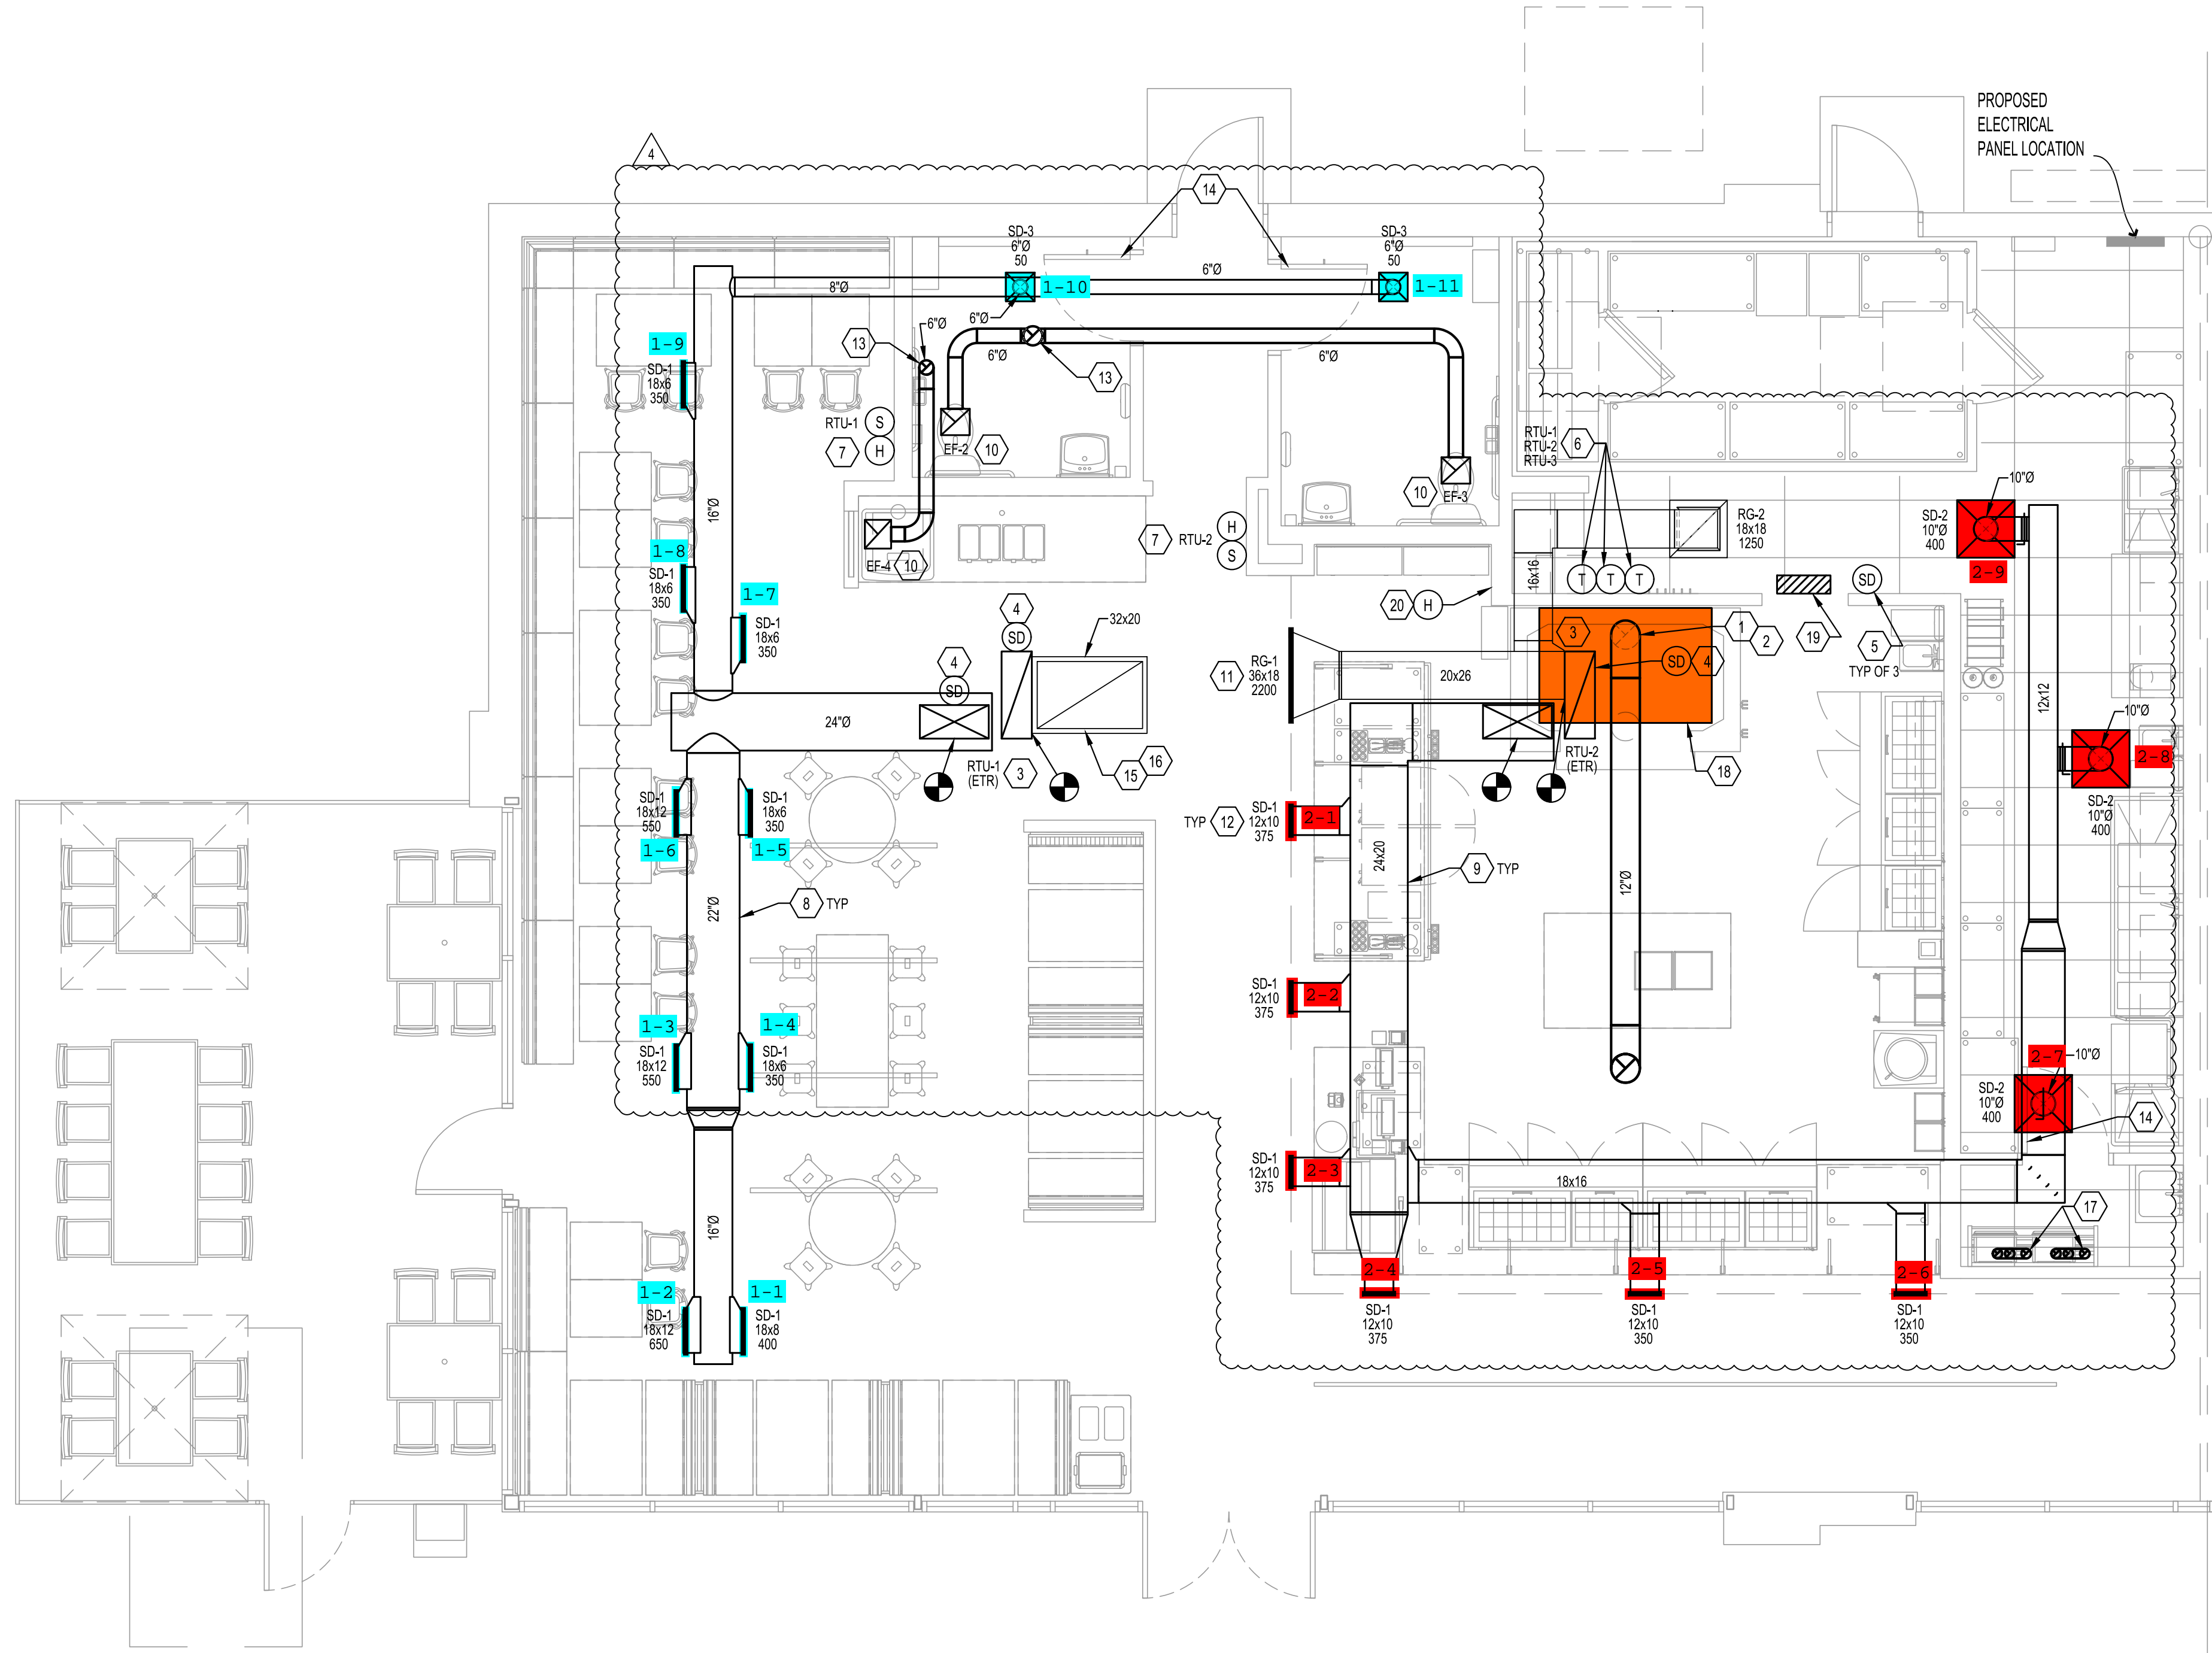 PROPOSED
ELECTRICAL
PANEL LOCATION
4
14
SD-3
6"Ø
50
1-10
SD-3
6"Ø
50
1-11
8"Ø
6"Ø
6"Ø
6"Ø
13
6"Ø
6"Ø
13
1-9
SD-1
18x6
350
RTU-1
S
H
7
EF-2
10
10
EF-3
EF-4
10
16"Ø
1-8
SD-1
18x6
350
1-7
SD-1
18x6
350
7
RTU-2
H
S
RTU-1
RTU-2
RTU-3
6
T
T
T
RG-2
18x18
1250
16x16
20
H
SD-2
10"Ø
400
10"Ø
2-9
SD
5
TYP OF 3
19
4
SD
4
SD
32x20
24"Ø
RTU-1
(ETR)
3
15
16
11
RG-1
36x18
2200
20x26
3
SD
4
1
2
RTU-2
(ETR)
18
12x12
10"Ø
2-8
SD-2
10"Ø
400
SD-1
18x12
550
1-6
SD-1
18x6
350
1-5
22"Ø
8
TYP
TYP
12
SD-1
12x10
375
2-1
24x20
9
TYP
12"Ø
1-3
SD-1
18x12
550
1-4
SD-1
18x6
350
SD-1
12x10
375
2-2
2-7
10"Ø
SD-2
10"Ø
400
14
SD-1
12x10
375
2-3
18x16
17
16"Ø
1-2
SD-1
18x12
650
1-1
SD-1
18x8
400
2-4
SD-1
12x10
375
2-5
SD-1
12x10
350
2-6
SD-1
12x10
350